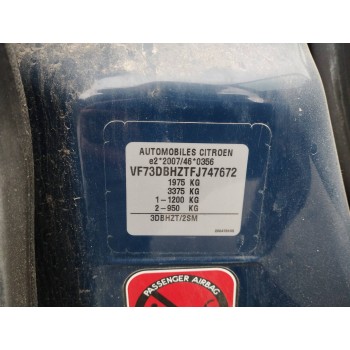 AUTOMOBILES CITROEN
e2*2007/46*0356
VF73DBHZTFJ747672
1975 KG
3375 KG
1-1200 KG
2-950 KG
3DBHZT/2SM
PASSENGER AIRBAG